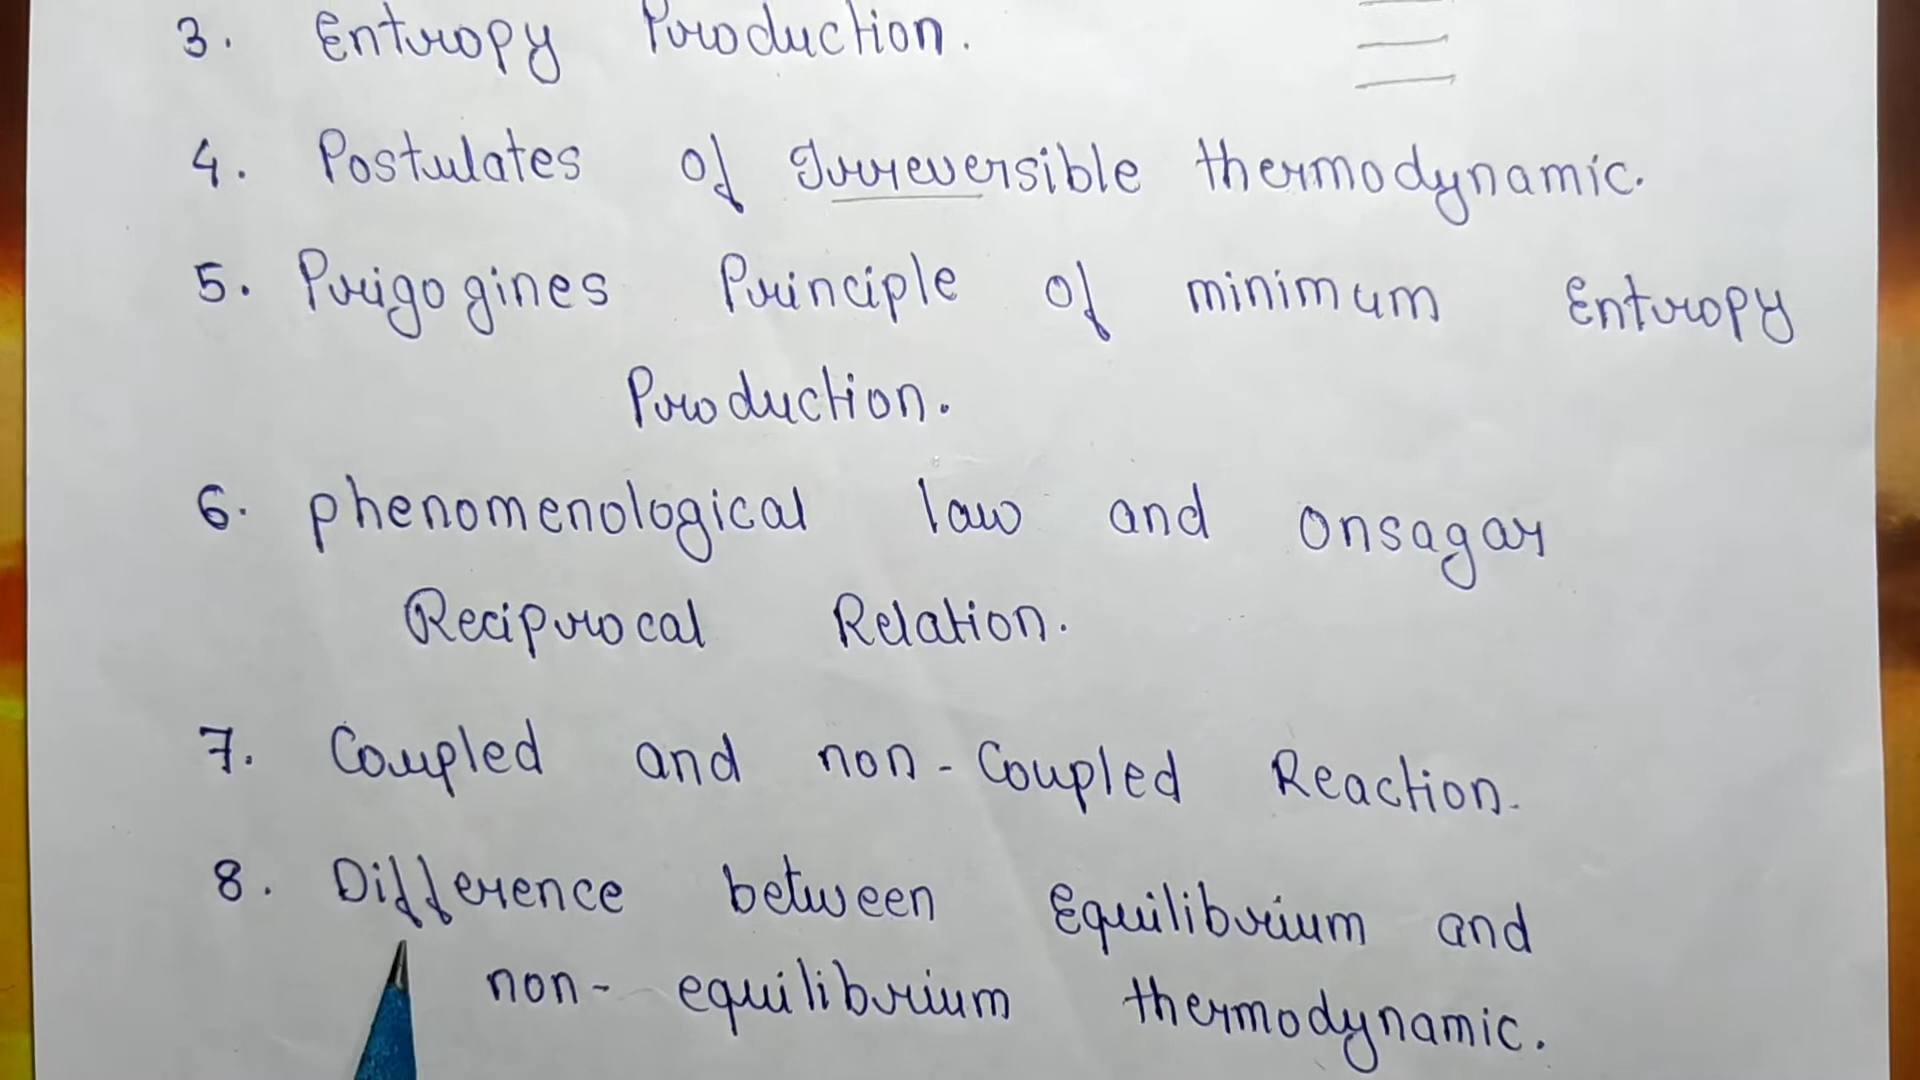 3. Entropy Production.
4. Postulates of Irreversible thermodynamic.
5. Prigogines Principle of minimum Entropy
Production.
6. phenomenological law and onsagar
Reciprocal Relation.
7. Coupled and non-Coupled Reaction.
8. Difference between Equilibrium and
non-equilibrium thermodynamic.